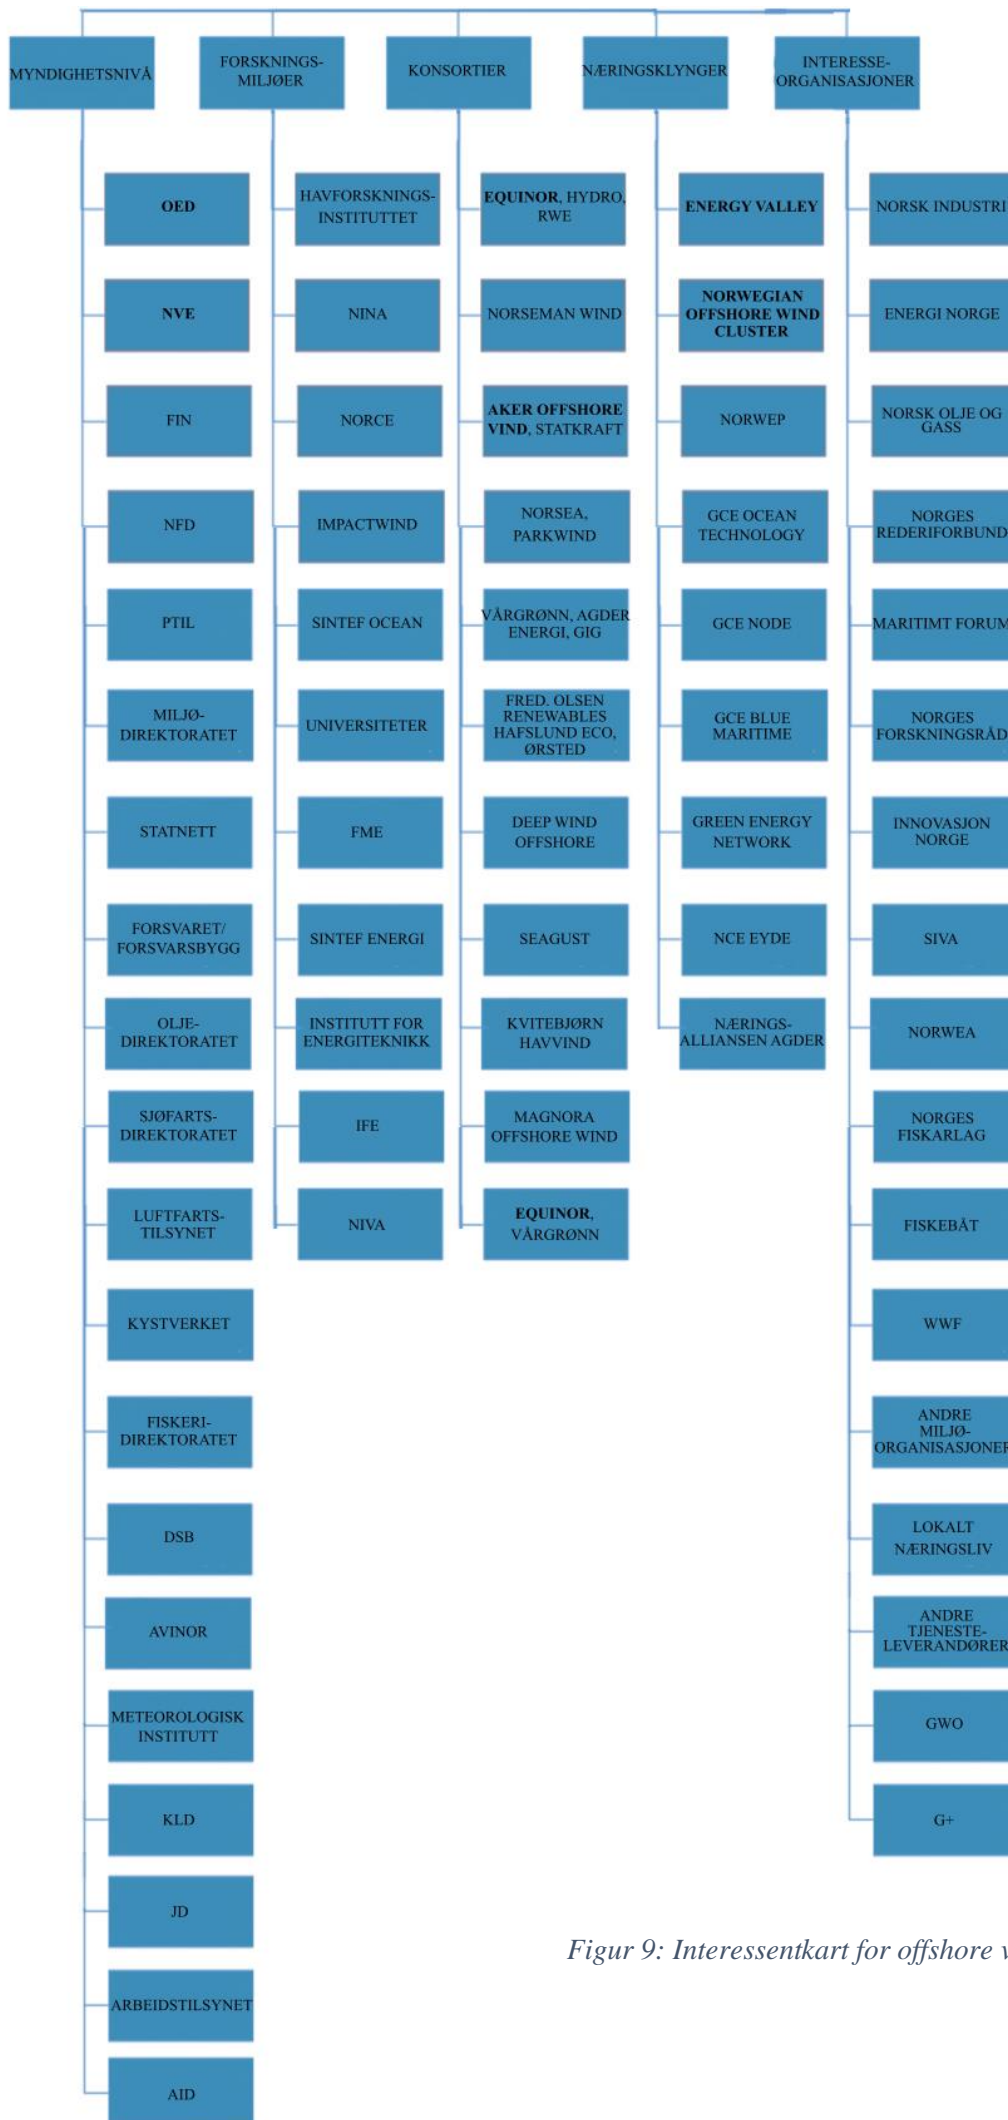 MYNDIGHETSNIVÅ
FORSKNINGS-
MILJØER
KONSORTIER
NÆRINGSKLYNGER
INTERESSE-
ORGANISASJONER
OED
NVE
FIN
NFD
PTIL
MILJØ-
DIREKTORATET
STATNETT
FORSVARET/
FORSVARSBYGG
OLJE-
DIREKTORATET
SJØFARTS-
DIREKTORATET
LUFTFARTS-
TILSYNET
KYSTVERKET
FISKERI-
DIREKTORATET
DSB
AVINOR
METEOROLOGISK
INSTITUTT
KLD
JD
ARBEIDSTILSYNET
AID
HAVFORSKNINGS-
INSTITUTTET
NINA
NORCE
IMPACTWIND
SINTEF OCEAN
UNIVERSITETER
FME
SINTEF ENERGI
INSTITUTT FOR
ENERGITEKNIKK
IFE
NIVA
EQUINOR, HYDRO,
RWE
NORSEMAN WIND
AKER OFFSHORE
VIND, STATKRAFT
NORSEA,
PARKWIND
VÅRGRØNN, AGDER
ENERGI, GIG
FRED. OLSEN
RENEWABLES
HAFSLUND ECO,
ØRSTED
DEEP WIND
OFFSHORE
SEAGUST
KVITEBJØRN
HAVVIND
MAGNORA
OFFSHORE WIND
EQUINOR,
VÅRGRØNN
ENERGY VALLEY
NORWEGIAN
OFFSHORE WIND
CLUSTER
NORWEP
GCE OCEAN
TECHNOLOGY
GCE NODE
GCE BLUE
MARITIME
GREEN ENERGY
NETWORK
NCE EYDE
NÆRINGS-
ALLIANSEN AGDER
NORSK INDUSTRI
ENERGI NORGE
NORSK OLJE OG
GASS
NORGES
REDERIFORBUND
MARITIMT FORUM
NORGES
FORSKNINGSRÅD
INNOVASJON
NORGE
SIVA
NORWEA
NORGES
FISKARLAG
FISKEBÅT
WWF
ANDRE
MILJØ-
ORGANISASJONER
LOKALT
NÆRINGSLIV
ANDRE
TJENESTE-
LEVERANDØRER
GWO
G+
Figur 9: Interessentkart for offshore